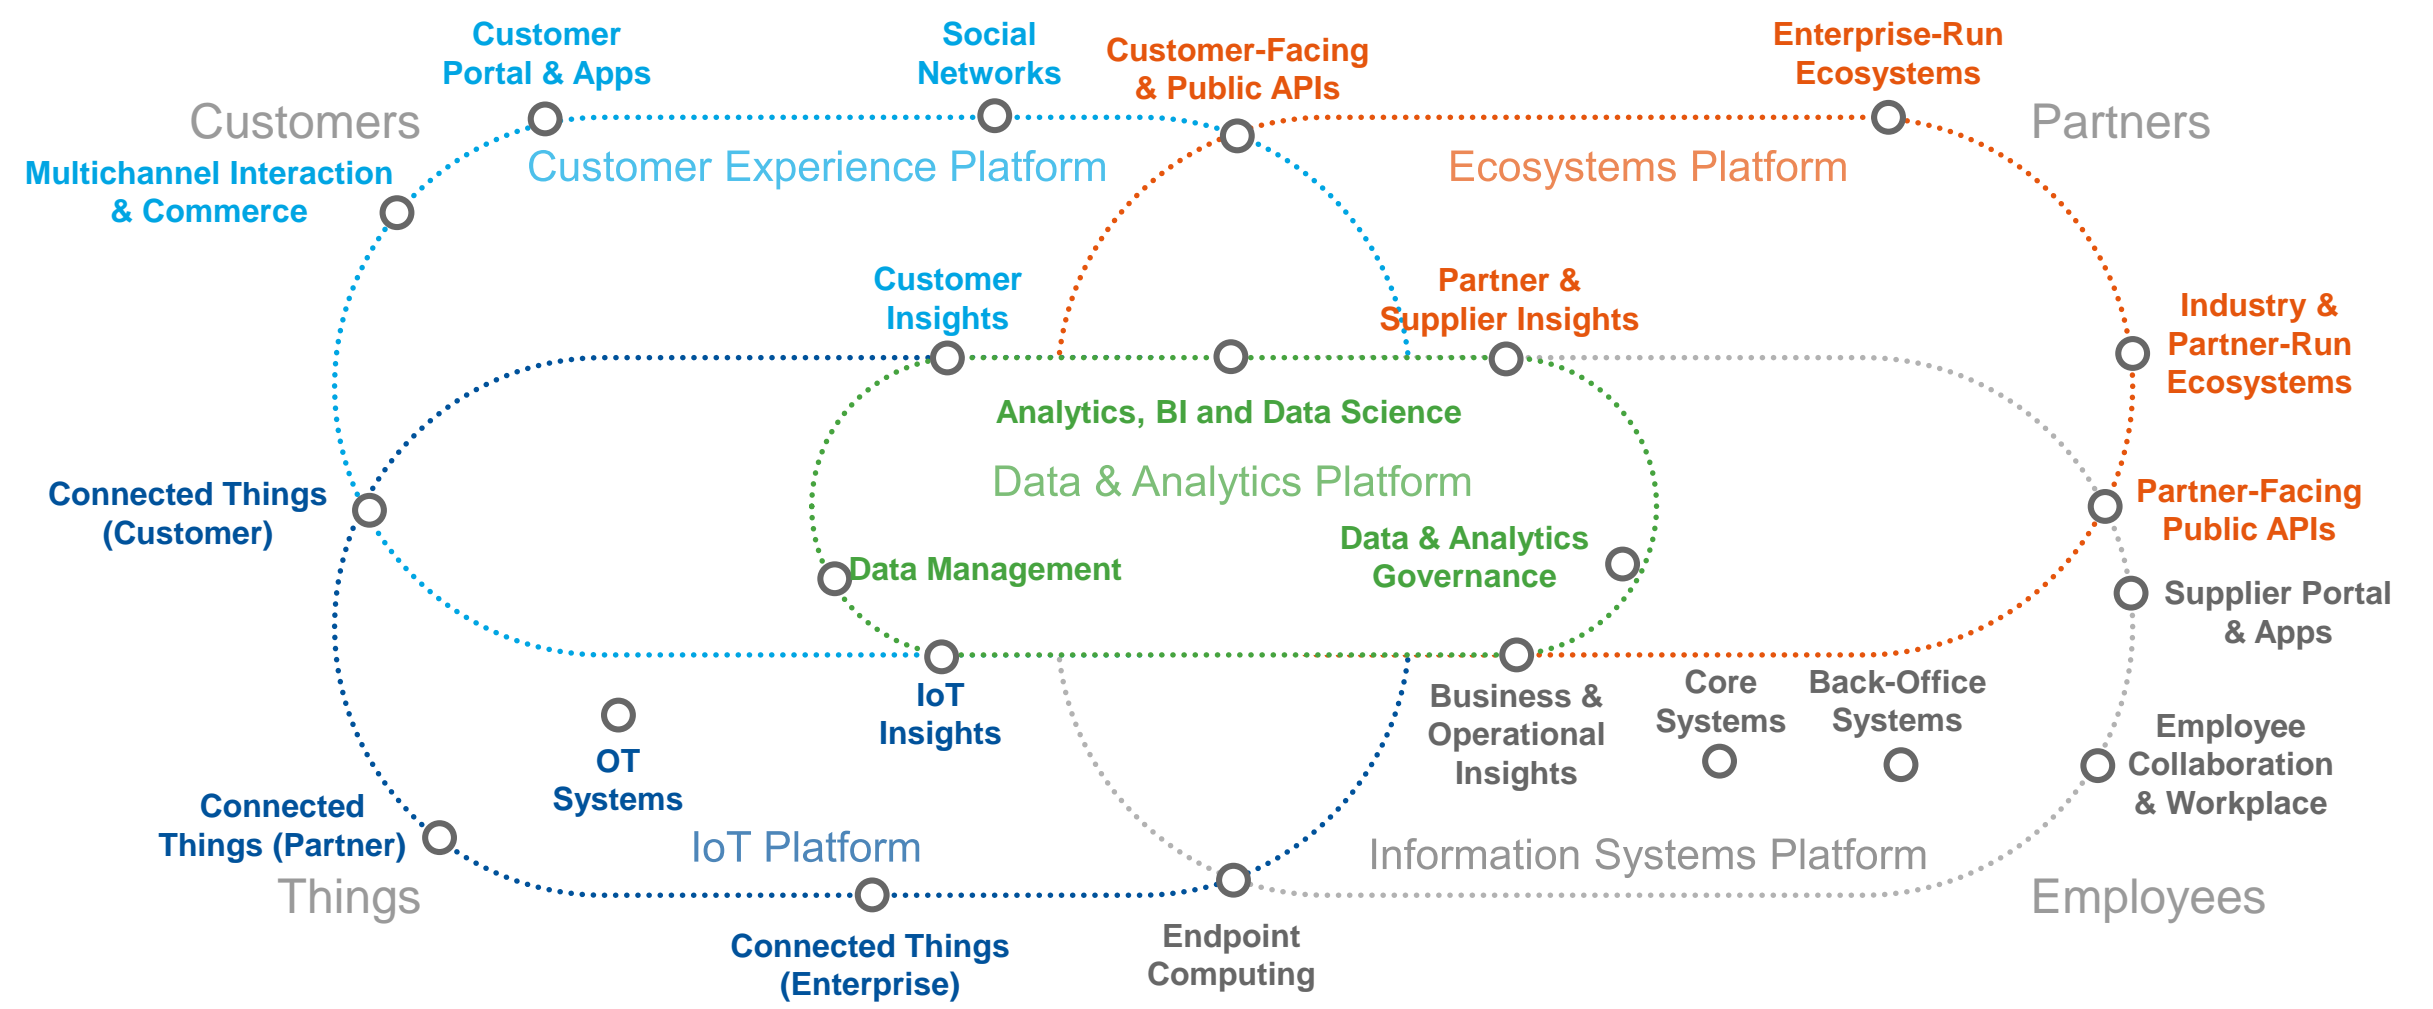 Customer
Portal & Apps
Social
Networks
Customer-Facing
& Public APIs
Enterprise-Run
Ecosystems
Customers
Partners
Multichannel Interaction
& Commerce
Customer Experience Platform
Ecosystems Platform
Customer
Insights
Partner &
Supplier Insights
Industry &
Partner-Run
Ecosystems
Analytics, BI and Data Science
Data & Analytics Platform
Connected Things
(Customer)
Partner-Facing
Public APIs
Data Management
Data & Analytics
Governance
Supplier Portal
& Apps
IoT
Insights
Business &
Operational
Insights
Core
Systems
Back-Office
Systems
OT
Systems
Employee
Collaboration
& Workplace
Connected
Things (Partner)
IoT Platform
Information Systems Platform
Things
Employees
Connected Things
(Enterprise)
Endpoint
Computing